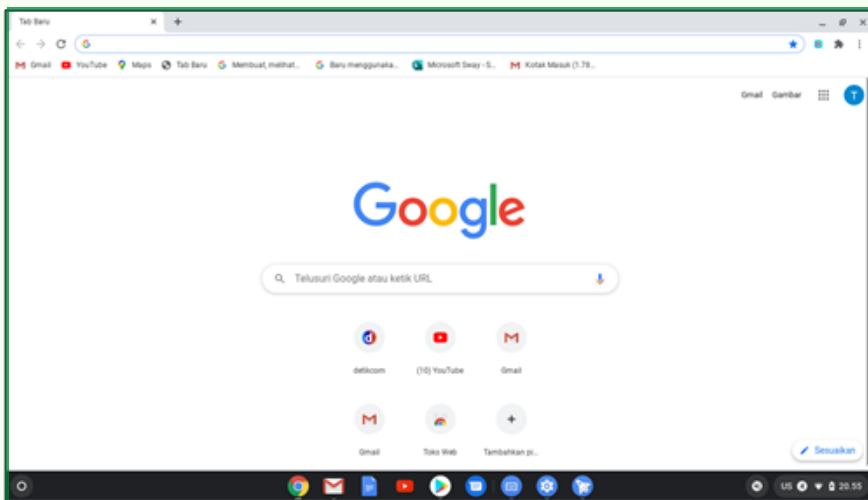 Tab Baru
Gmail YouTube Maps Tab Baru Membuat, melihat... Baru menggunaka... Microsoft Sway - S... Kotak Masuk (1.78...
Gmail Gambar T
Google
Telusuri Google atau ketik URL
detikcom (10) YouTube Gmail
Gmail Toko Web Tambahkan pi...
Sesuaikan
US 20.55